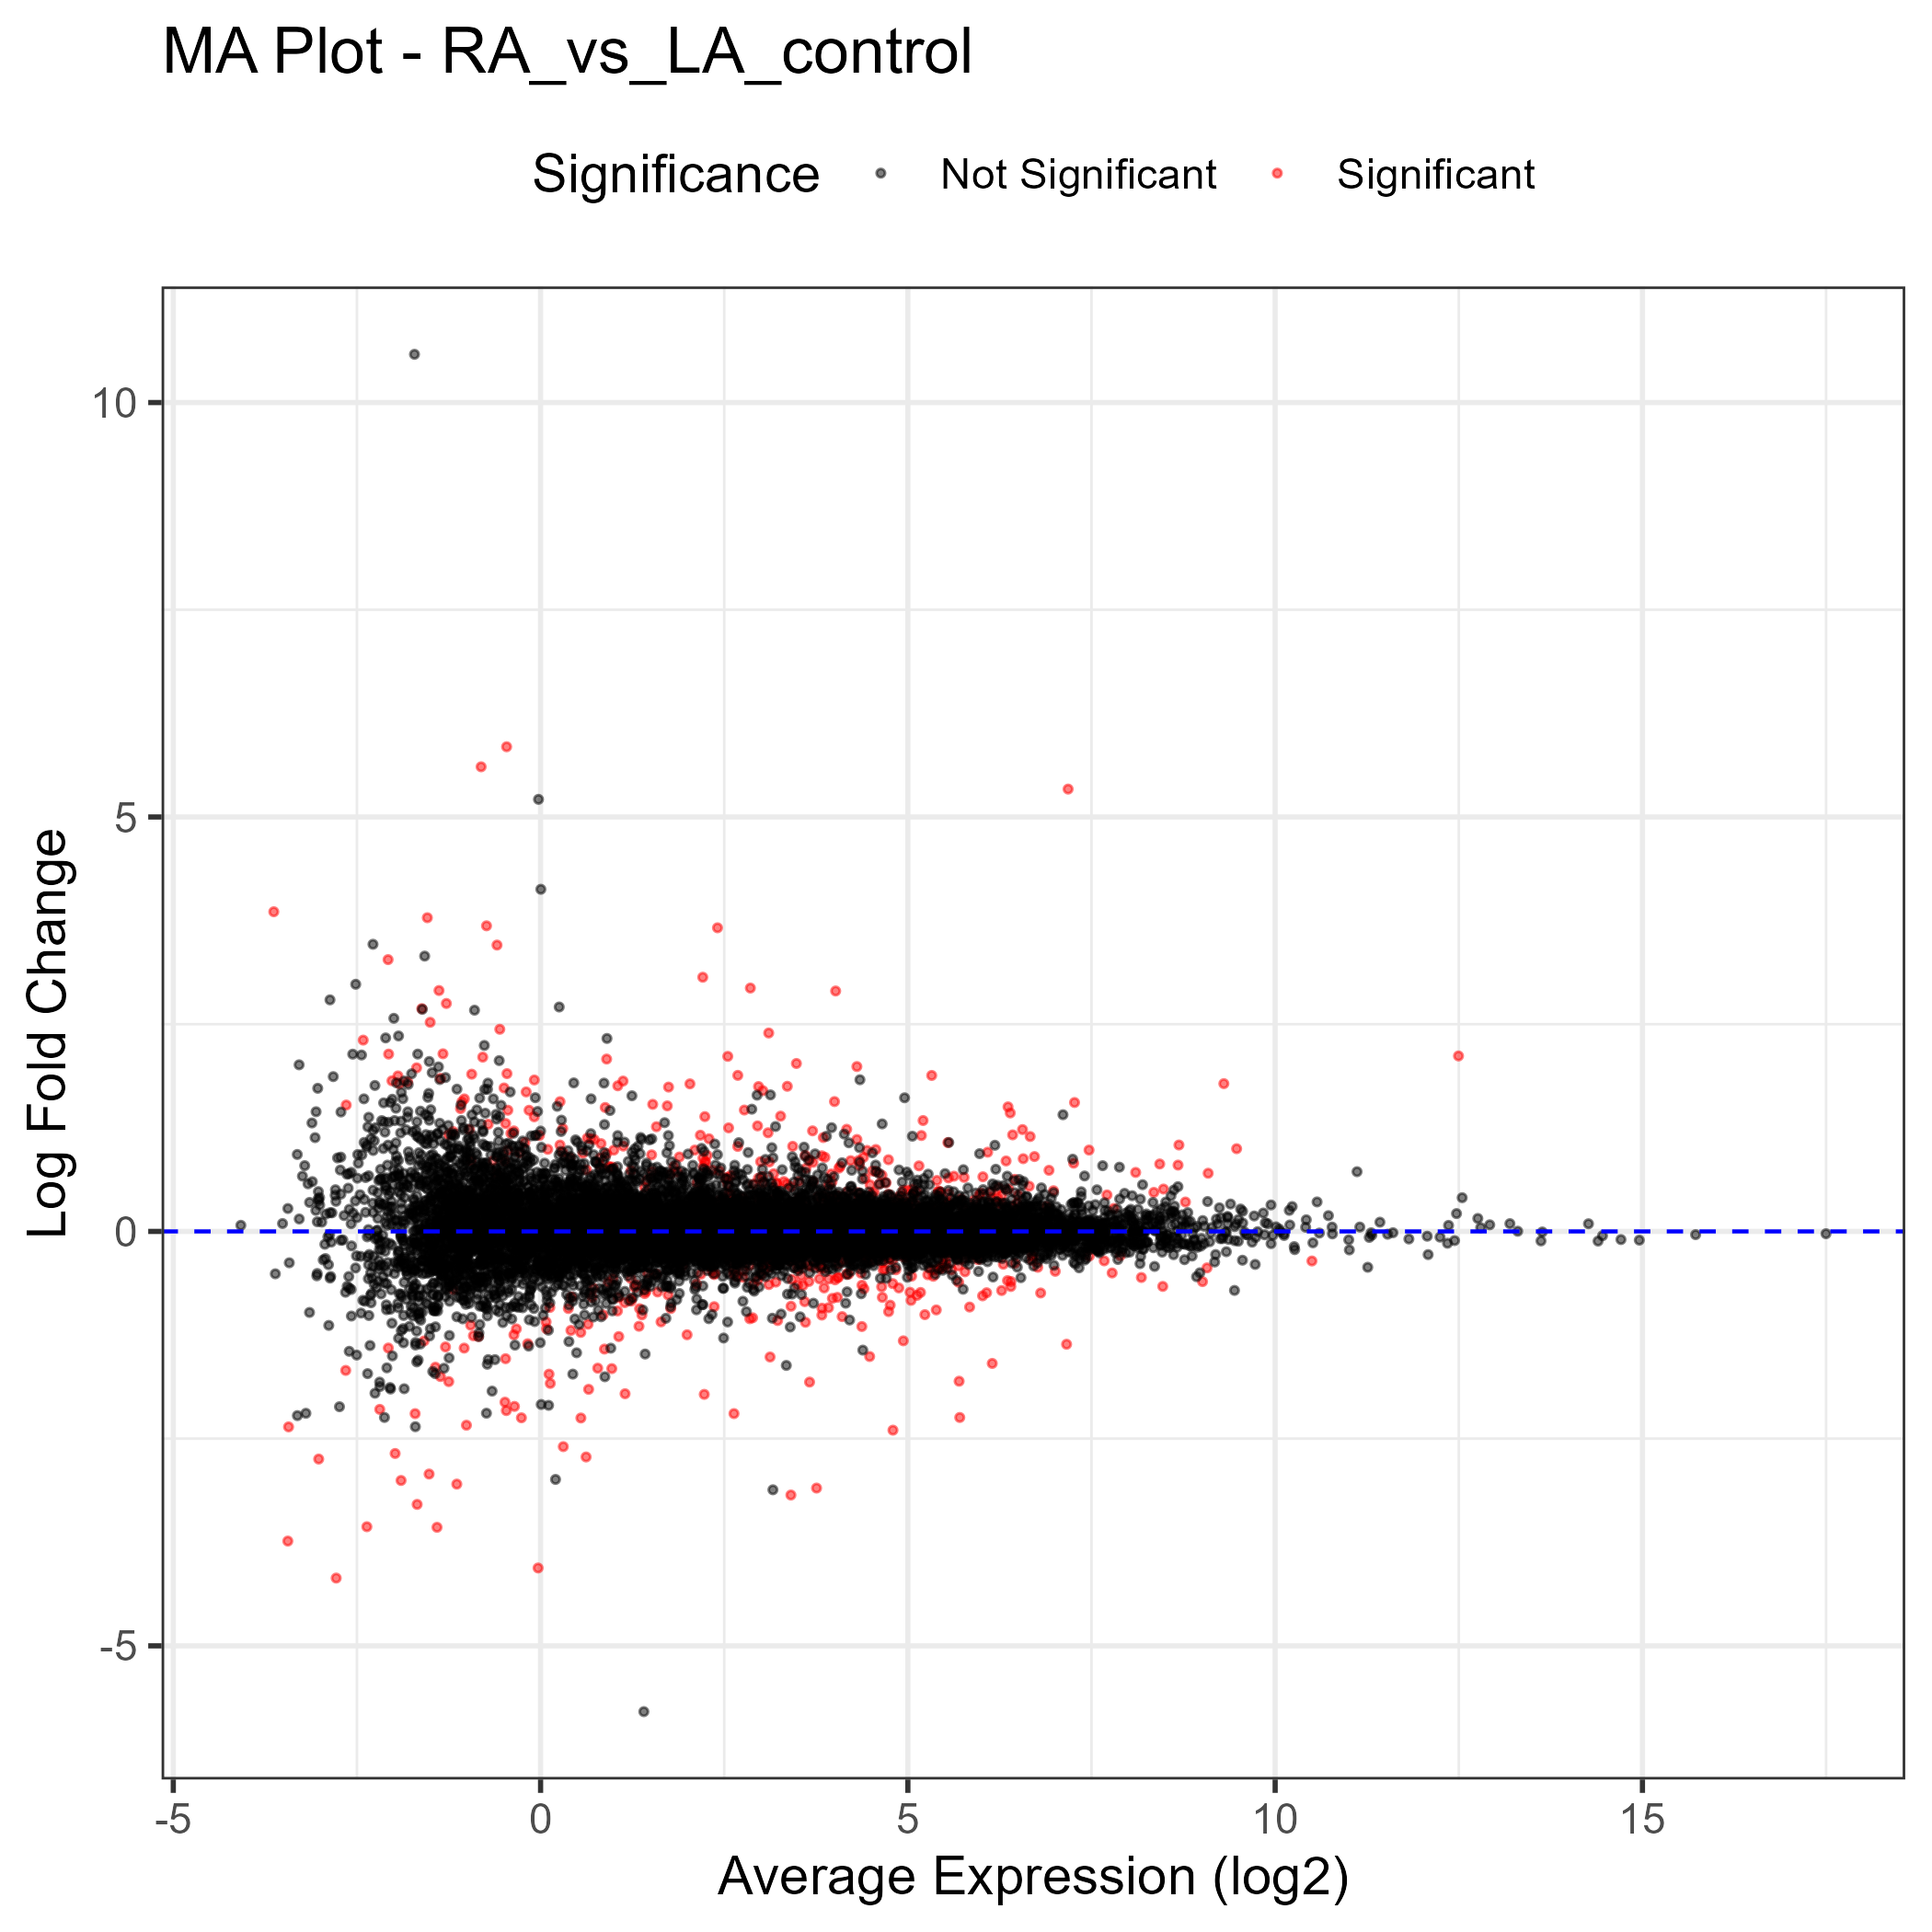 MA Plot - RA_vs_LA_control
Significance Not Significant Significant
10
5
0
-5
Log Fold Change
-5 0 5 10 15
Average Expression (log2)